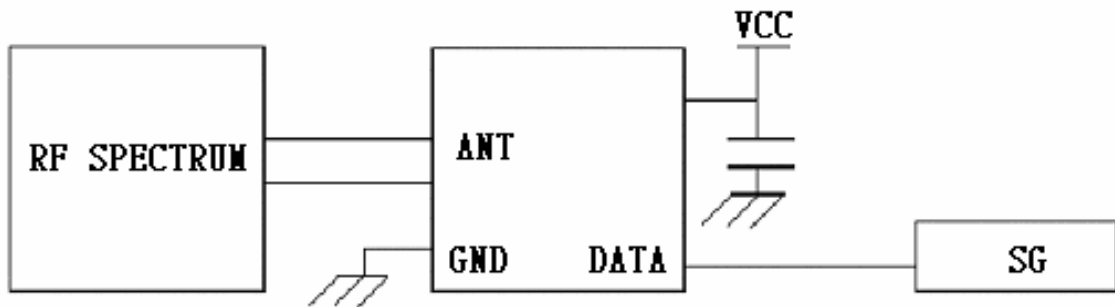 VCC
RF SPECTRUM
ANT
GND
DATA
SG